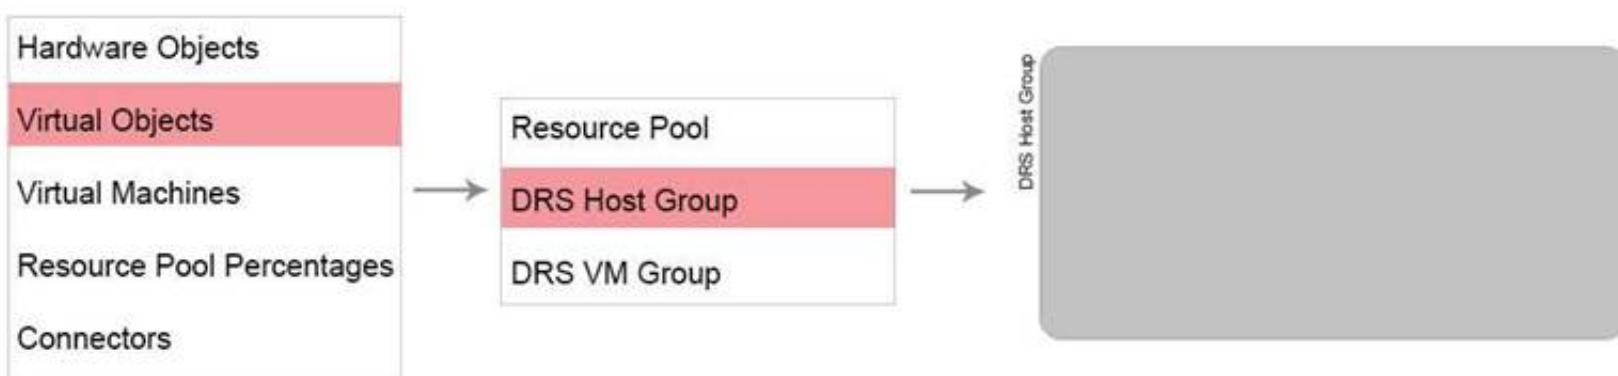 Hardware Objects
Virtual Objects
Virtual Machines
Resource Pool Percentages
Connectors
Resource Pool
DRS Host Group
DRS VM Group
DRS Host Group